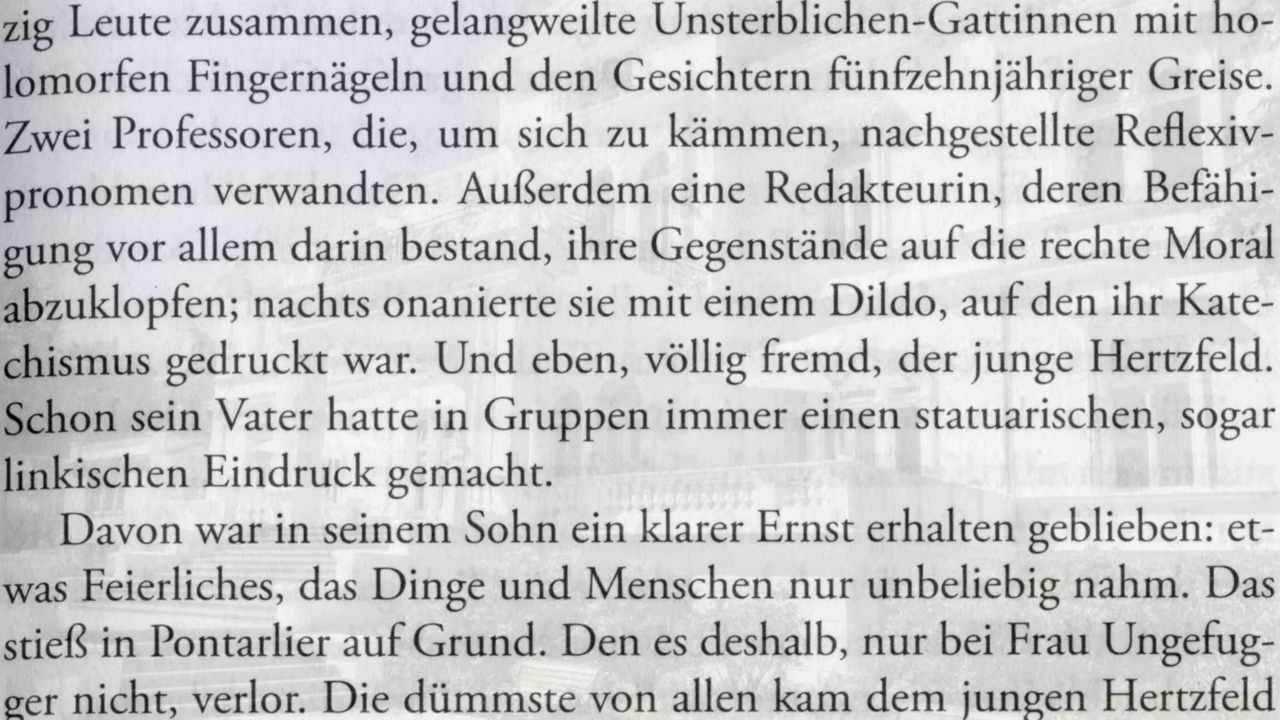 zig Leute zusammen, gelangweilte Unsterblichen-Gattinnen mit ho-
lomorfen Fingernägeln und den Gesichtern fünfzehnjähriger Greise.
Zwei Professoren, die, um sich zu kämmen, nachgestellte Reflexiv-
pronomen verwandten. Außerdem eine Redakteurin, deren Befähi-
gung vor allem darin bestand, ihre Gegenstände auf die rechte Moral
abzuklopfen; nachts onanierte sie mit einem Dildo, auf den ihr Kate-
chismus gedruckt war. Und eben, völlig fremd, der junge Hertzfeld.
Schon sein Vater hatte in Gruppen immer einen statuarischen, sogar
linkischen Eindruck gemacht.
Davon war in seinem Sohn ein klarer Ernst erhalten geblieben: et-
was Feierliches, das Dinge und Menschen nur unbeliebig nahm. Das
stieß in Pontarlier auf Grund. Den es deshalb, nur bei Frau Ungefug-
ger nicht, verlor. Die dümmste von allen kam dem jungen Hertzfeld